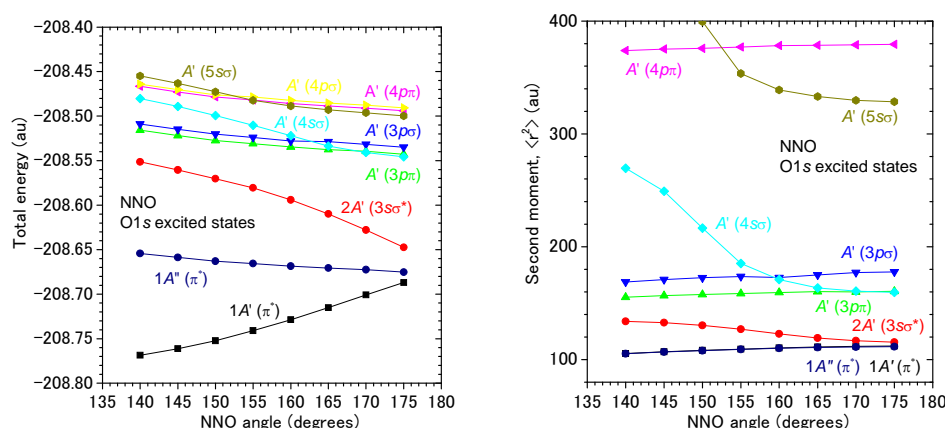 -208.40
-208.45
-208.50
-208.55
-208.60
-208.65
-208.70
-208.75
-208.80
Total energy (au)
A' (5sσ)
A' (4pσ)
A' (4pπ)
A' (4sσ)
A' (3pσ)
A' (3pπ)
NNO
O1s excited states
2A' (3sσ*)
1A" (π*)
1A' (π*)
135 140 145 150 155 160 165 170 175 180
NNO angle (degrees)
400
300
200
100
Second moment, <r²> (au)
A' (4pπ)
A' (5sσ)
NNO
O1s excited states
A' (4sσ)
A' (3pσ)
A' (3pπ)
2A' (3sσ*)
1A" (π*) 1A' (π*)
135 140 145 150 155 160 165 170 175 180
NNO angle (degrees)